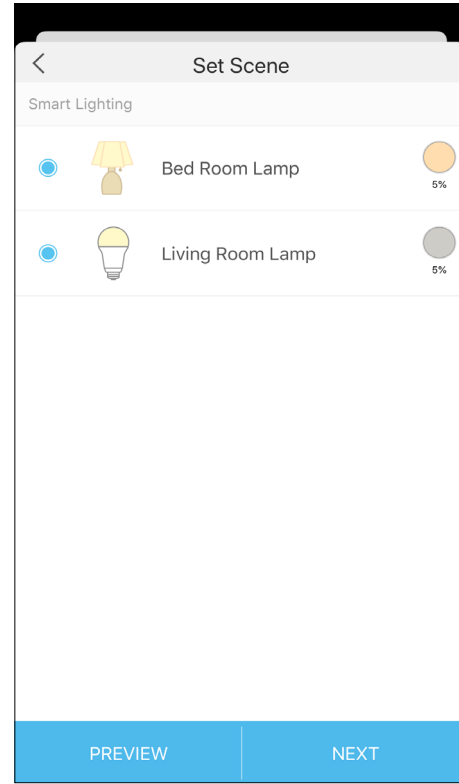 Set Scene
Smart Lighting
Bed Room Lamp
5%
Living Room Lamp
5%
PREVIEW
NEXT